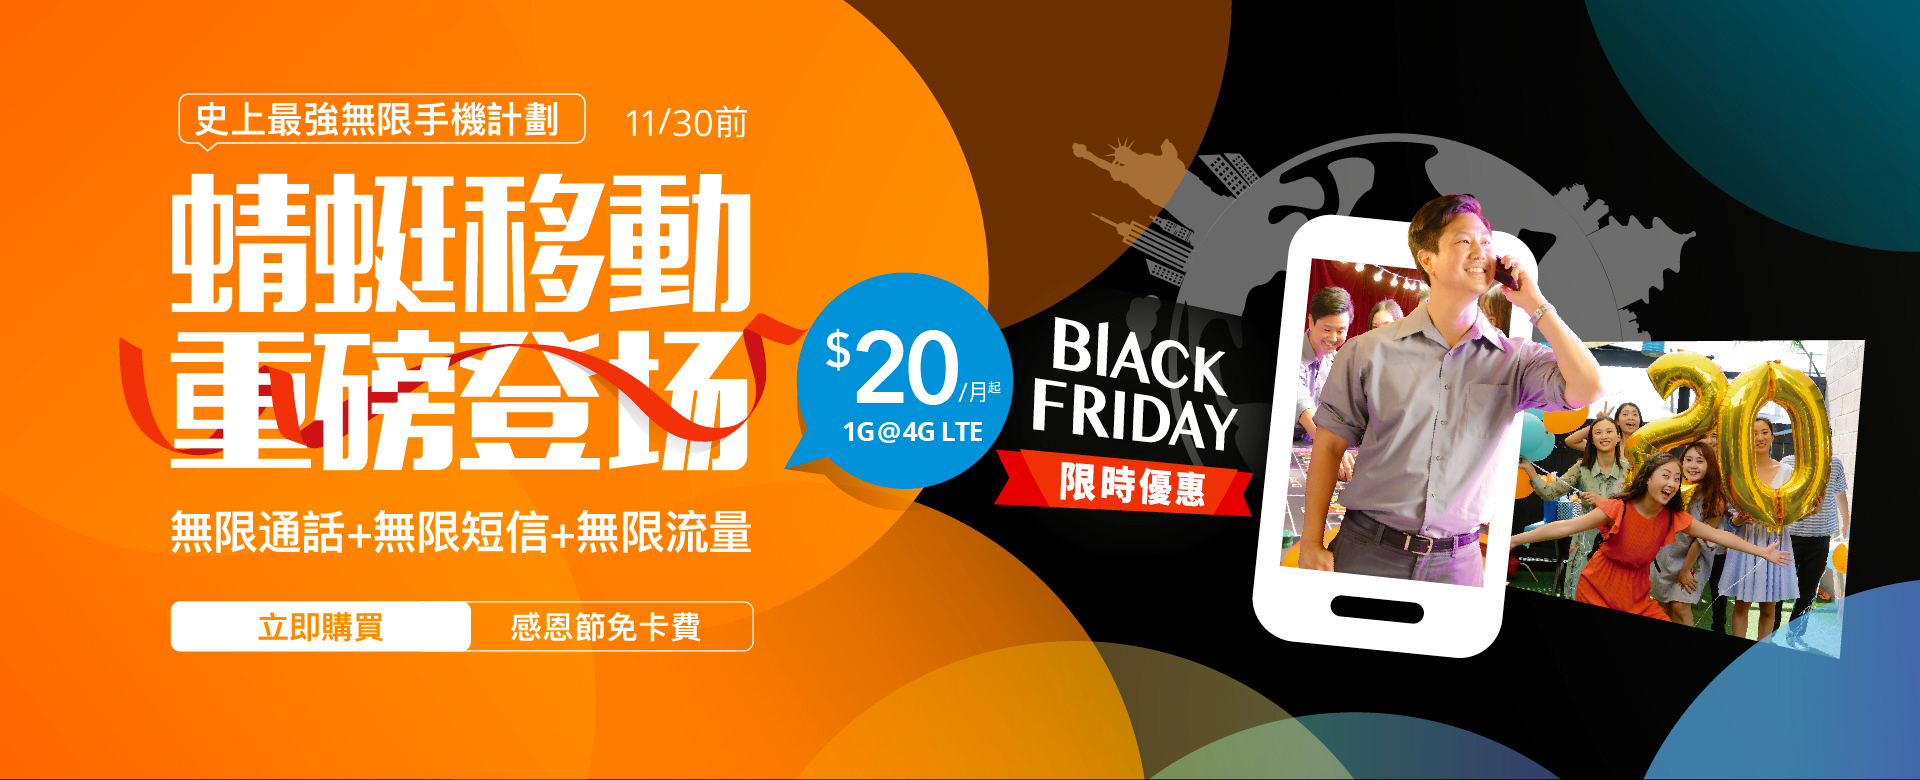 史上最強無限手機計劃
11/30前
蜻蜓移動
重磅登场
$20/月起
1G@4G LTE
無限通話+無限短信+無限流量
立即購買
感恩節免卡費
BlACK
FRIDAY
限時優惠
20